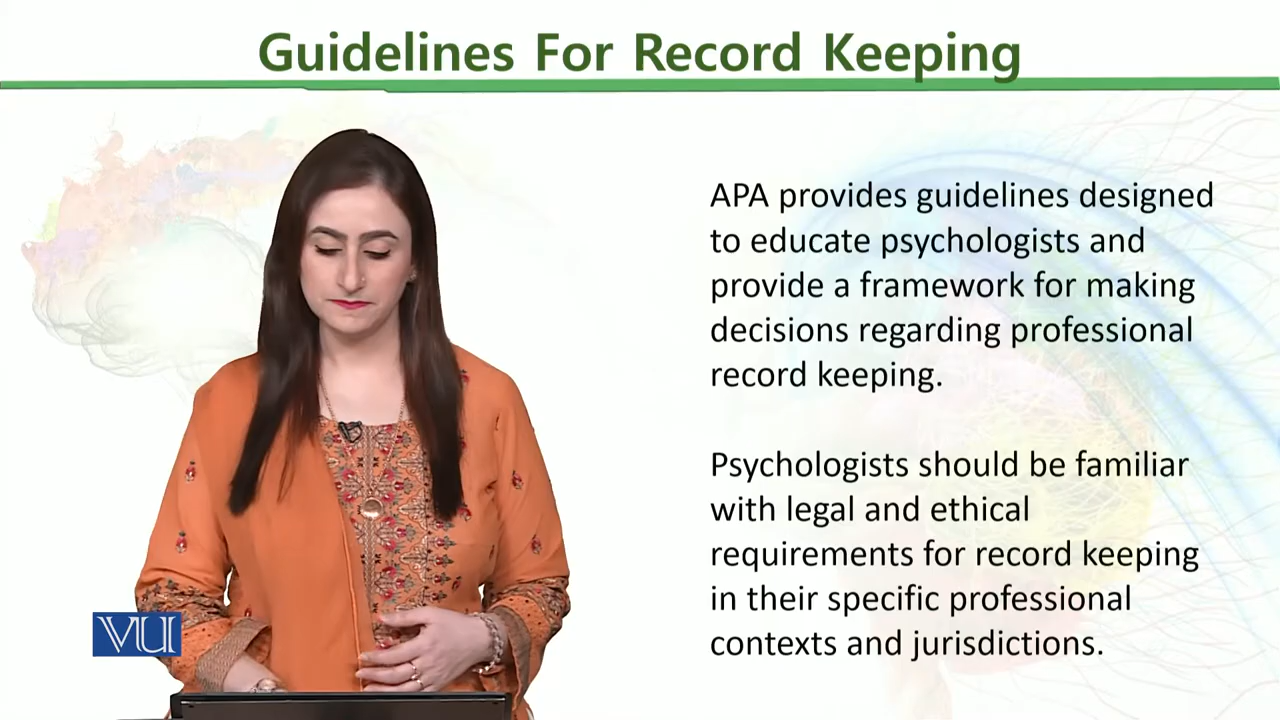 Guidelines For Record Keeping
APA provides guidelines designed
to educate psychologists and
provide a framework for making
decisions regarding professional
record keeping.
Psychologists should be familiar
with legal and ethical
requirements for record keeping
in their specific professional
contexts and jurisdictions.
VU